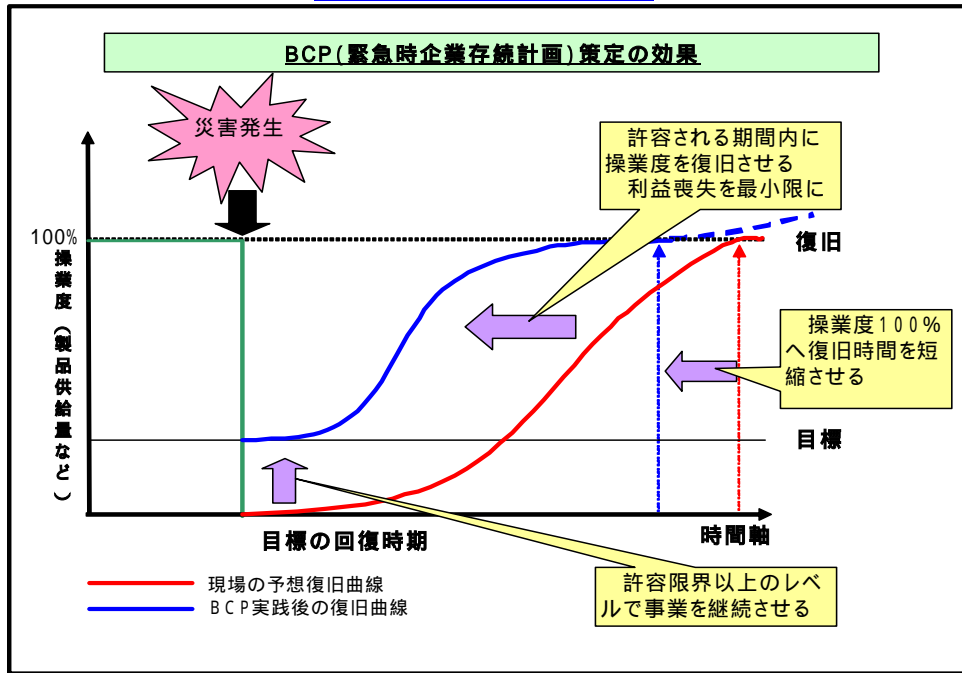 BCP(緊急時企業存続計画)策定の効果
災害発生
許容される期間内に
操業度を復旧させる
利益喪失を最小限に
100%
復旧
操業度(製品供給量など)
操業度100%
へ復旧時間を短
縮させる
目標
目標の回復時期
時間軸
現場の予想復旧曲線
BCP実践後の復旧曲線
許容限界以上のレベ
ルで事業を継続させる